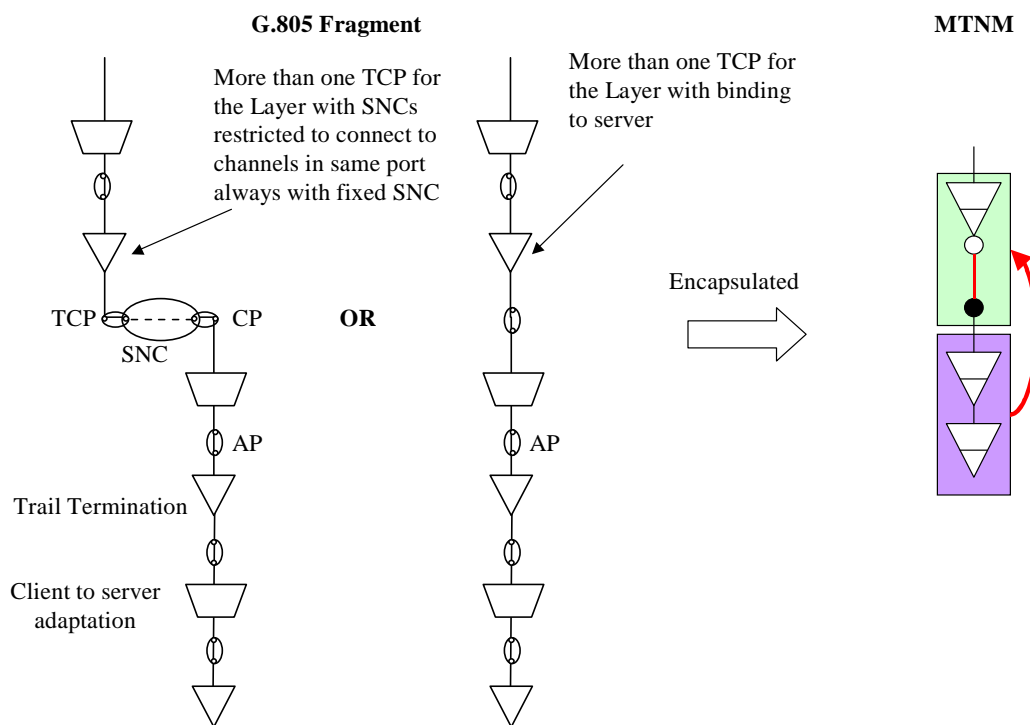 G.805 Fragment
MTNM
More than one TCP for
the Layer with SNCs
restricted to connect to
channels in same port
always with fixed SNC
More than one TCP for
the Layer with binding
to server
Encapsulated
TCP
CP
OR
SNC
AP
AP
Trail Termination
Client to server
adaptation